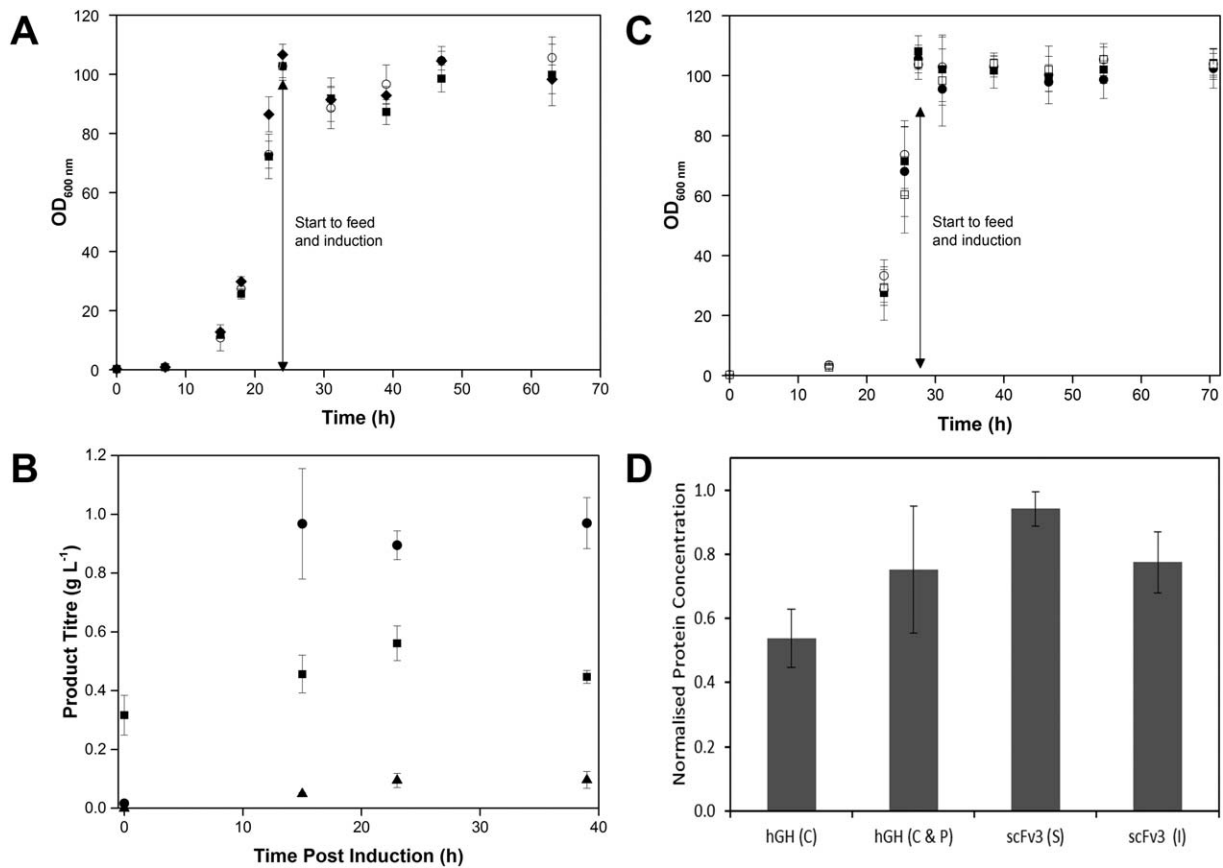 A
120
100
80
60
40
20
0
OD600 nm
Start to feed
and induction
0 10 20 30 40 50 60 70
Time (h)
C
120
100
80
60
40
20
0
OD600 nm
Start to feed
and induction
0 10 20 30 40 50 60 70
Time (h)
B
1.2
1.0
0.8
0.6
0.4
0.2
0.0
Product Titre (g L-1)
0 10 20 30 40
Time Post Induction (h)
D
1.0
0.8
0.6
0.4
0.2
0.0
Normalised Protein Concentration
hGH (C) hGH (C & P) scFv3 (S) scFv3 (I)